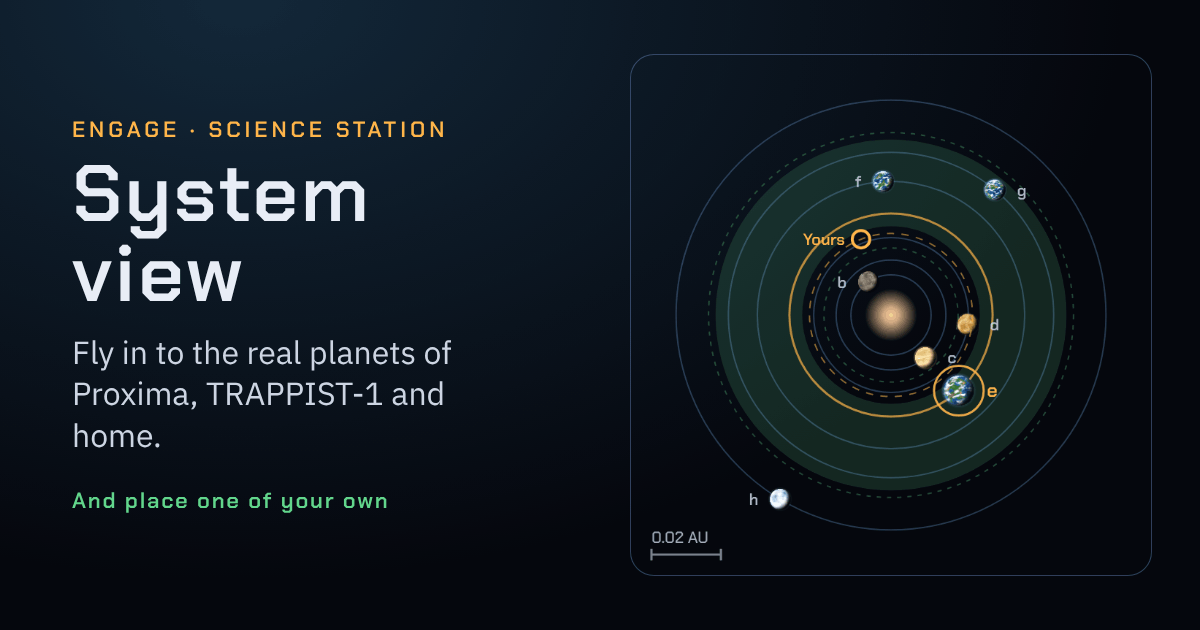 ENGAGE · SCIENCE STATION
System
view
Fly in to the real planets of
Proxima, TRAPPIST-1 and
home.
And place one of your own
f
g
Yours
b
d
c
e
h
0.02 AU